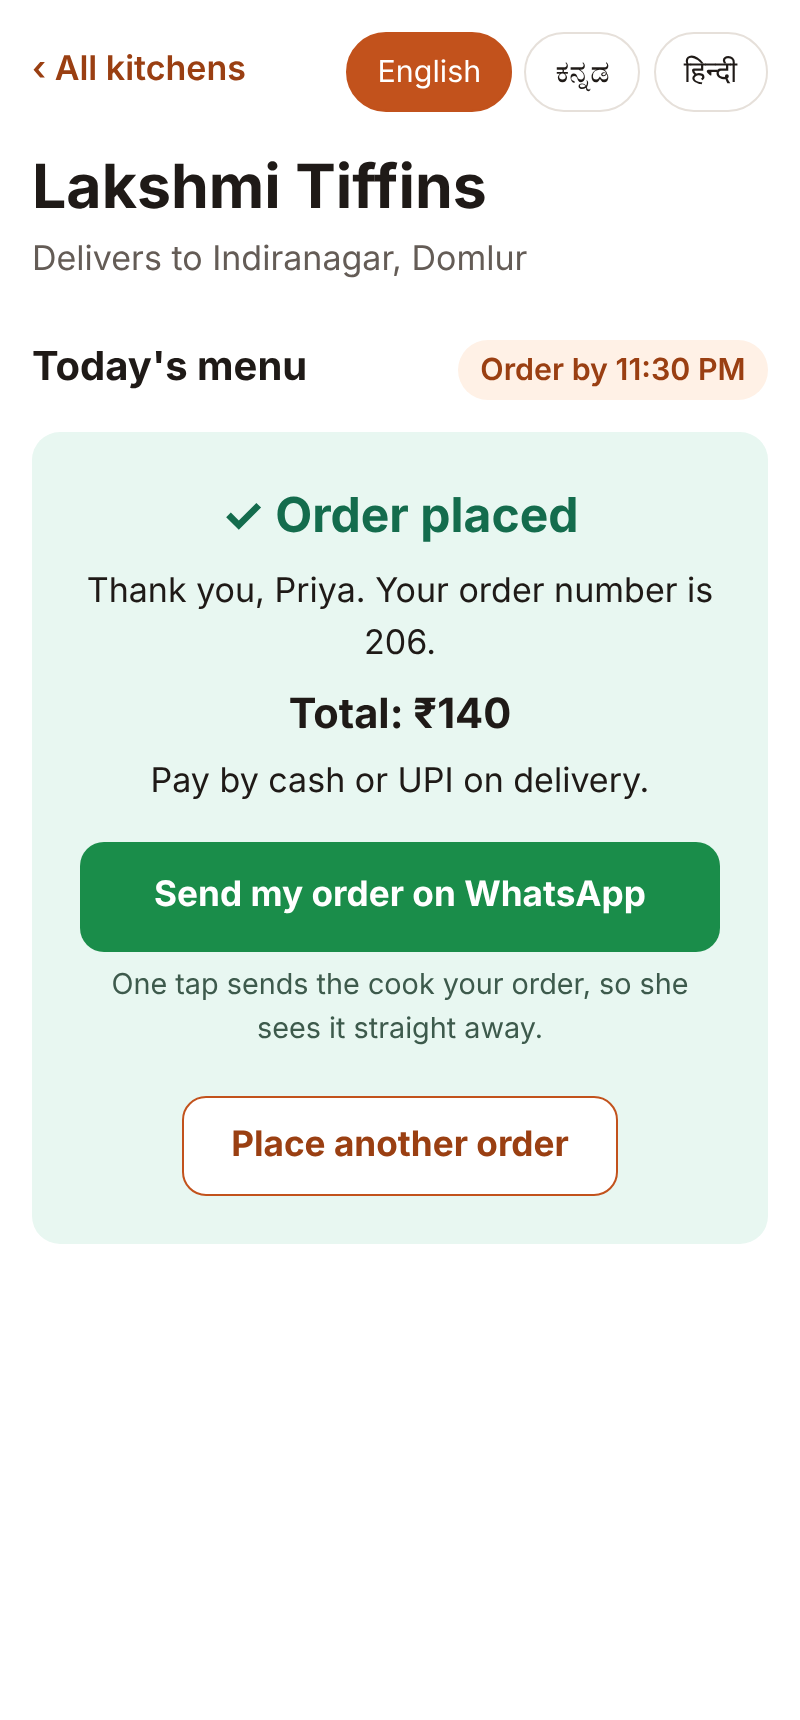 ‹ All kitchens
English
ಕನ್ನಡ
हिन्दी
Lakshmi Tiffins
Delivers to Indiranagar, Domlur
Today's menu
Order by 11:30 PM
✓ Order placed
Thank you, Priya. Your order number is
206.
Total: ₹140
Pay by cash or UPI on delivery.
Send my order on WhatsApp
One tap sends the cook your order, so she
sees it straight away.
Place another order